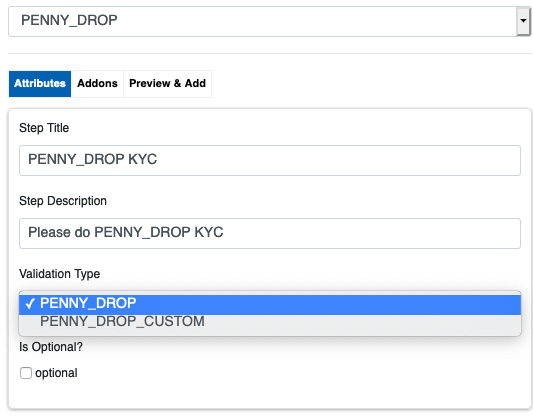 PENNY_DROP
Attributes Addons Preview & Add
Step Title
PENNY_DROP KYC
Step Description
Please do PENNY_DROP KYC
Validation Type
✓ PENNY_DROP
PENNY_DROP_CUSTOM
Is Optional?
optional